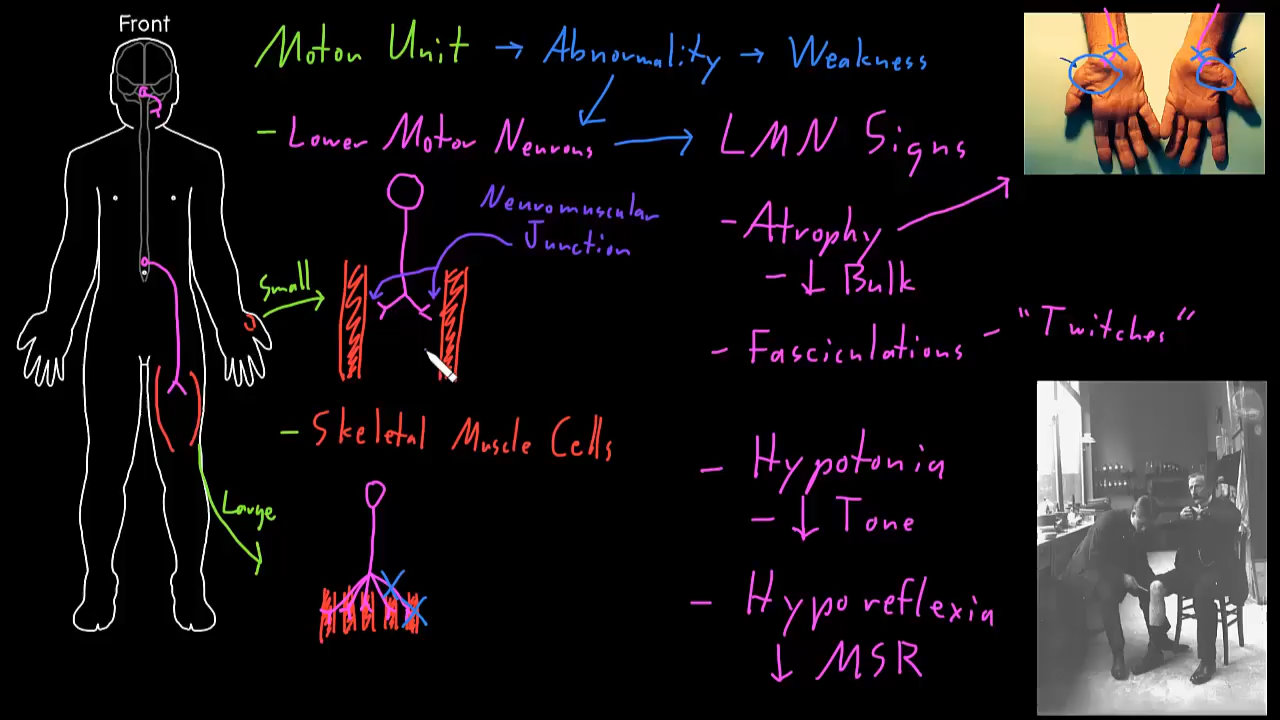 Front
Motor Unit → Abnormality → Weakness
- Lower Motor Neurons → LMN Signs
Neuromuscular
Junction
- Atrophy
- ↓ Bulk
Small
- Fasciculations - "Twitches"
- Skeletal Muscle Cells
- Hypotonia
- ↓ Tone
Large
- Hyporeflexia
↓ MSR